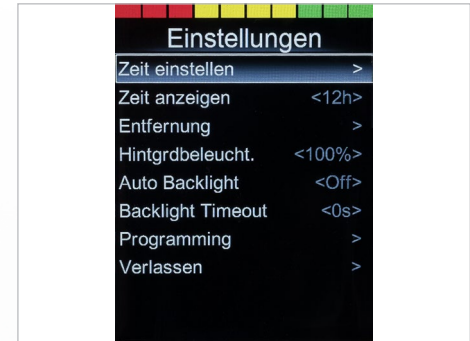 Einstellungen
Zeit einstellen >
Zeit anzeigen <12h>
Entfernung >
Hintgrdbeleucht. <100%>
Auto Backlight <Off>
Backlight Timeout <0s>
Programming >
Verlassen >